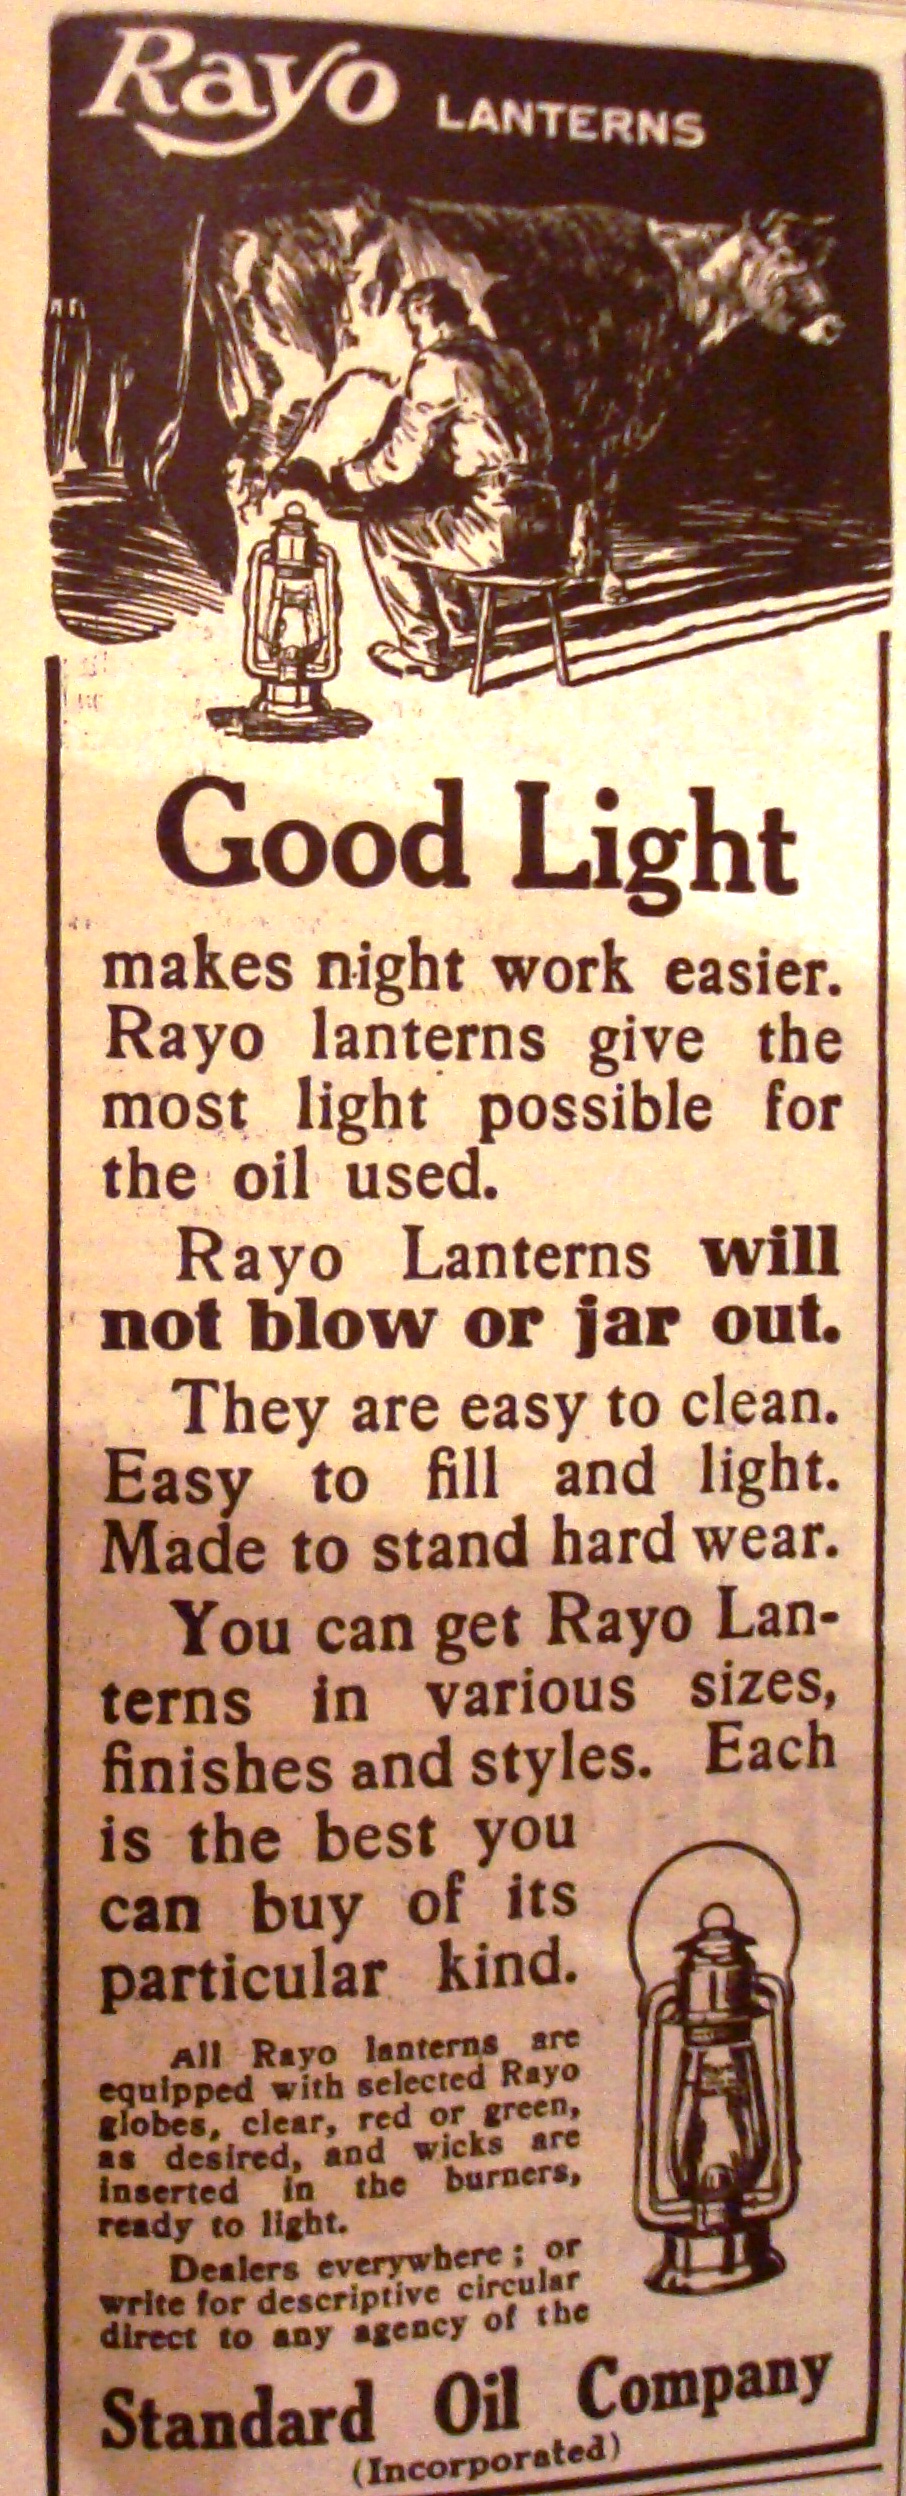 Rayo LANTERNS
Good Light
makes night work easier.
Rayo lanterns give the
most light possible for
the oil used.
Rayo Lanterns will
not blow or jar out.
They are easy to clean.
Easy to fill and light.
Made to stand hard wear.
You can get Rayo Lan-
terns in various sizes,
finishes and styles. Each
is the best you
can buy of its
particular kind.
All Rayo lanterns are
equipped with selected Rayo
globes, clear, red or green,
as desired, and wicks are
inserted in the burners,
ready to light.
Dealers everywhere; or
write for descriptive circular
direct to any agency of the
Standard Oil Company
(Incorporated)